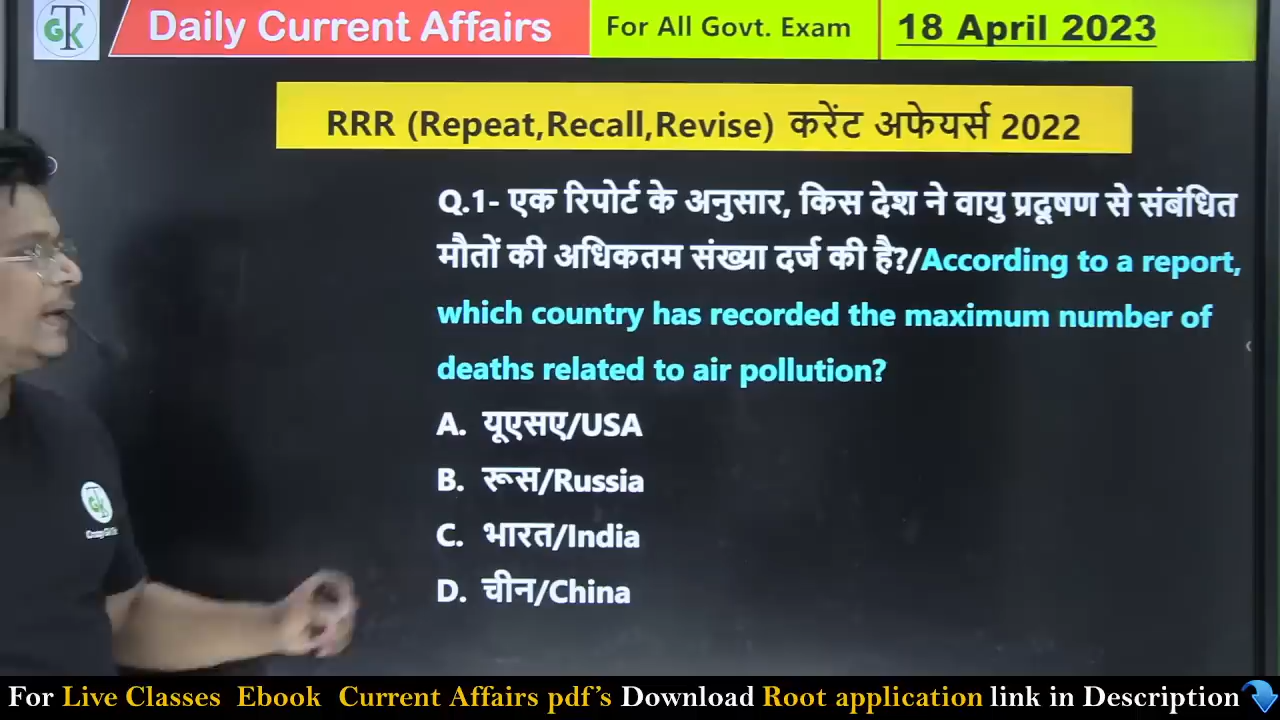 GTK
Daily Current Affairs
For All Govt. Exam
18 April 2023
RRR (Repeat,Recall,Revise) करेंट अफेयर्स 2022
Q.1- एक रिपोर्ट के अनुसार, किस देश ने वायु प्रदूषण से संबंधित
मौतों की अधिकतम संख्या दर्ज की है?/According to a report,
which country has recorded the maximum number of
deaths related to air pollution?
A. यूएसए/USA
B. रूस/Russia
C. भारत/India
D. चीन/China
GTK
For Live Classes Ebook Current Affairs pdf's Download Root application link in Description